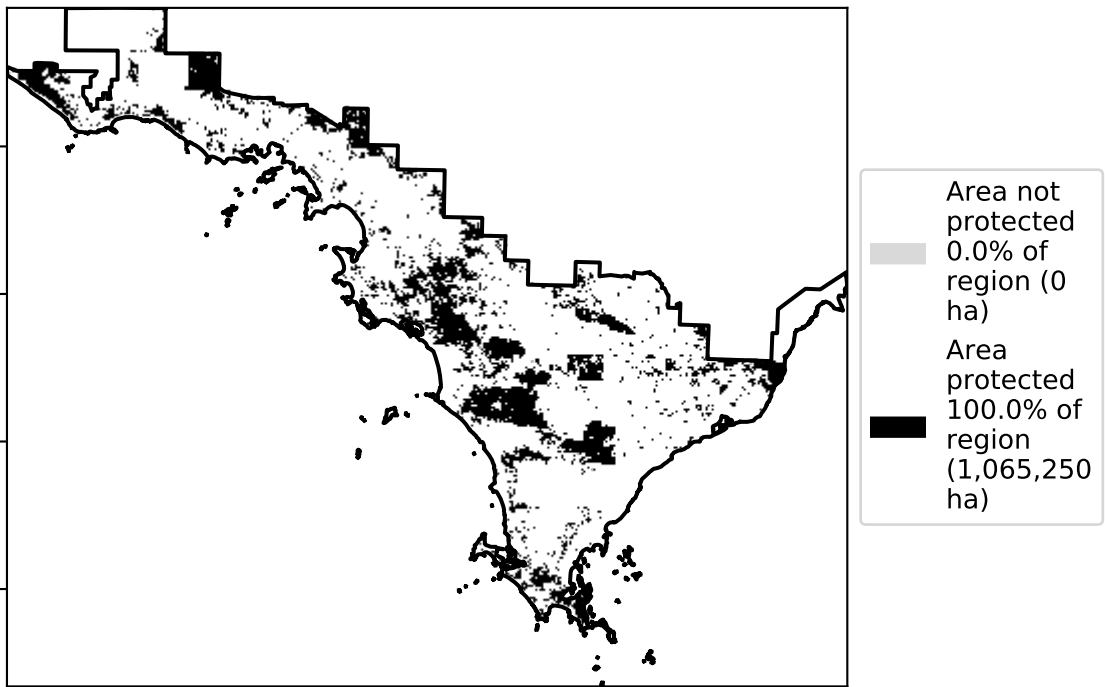 Area not
protected
0.0% of
region (0
ha)
Area
protected
100.0% of
region
(1,065,250
ha)